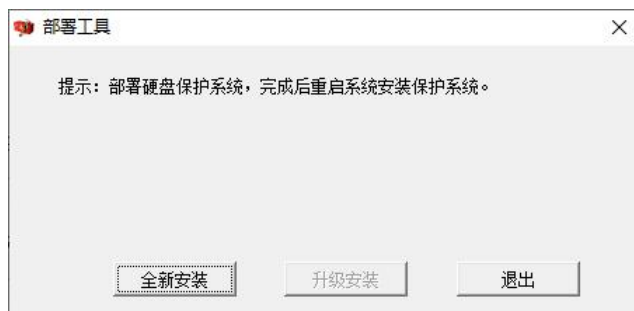 部署工具
提示：部署硬盘保护系统，完成后重启系统安装保护系统。
全新安装 升级安装 退出